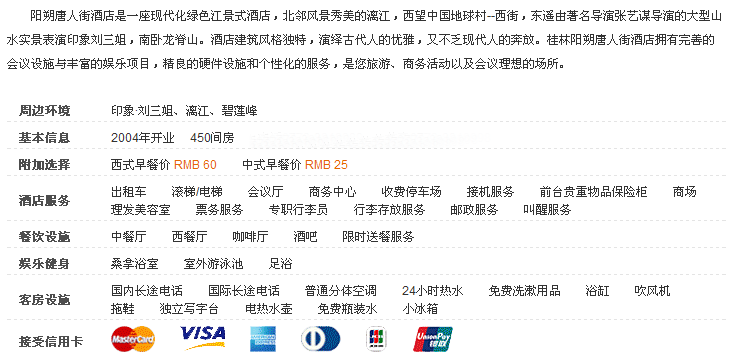 阳朔唐人街酒店是一座现代化绿色江景式酒店，北邻风景秀美的漓江，西望中国地球村--西街，东遥由著名导演张艺谋导演的大型山
水实景表演印象刘三姐，南卧龙脊山。酒店建筑风格独特，演绎古代人的优雅，又不乏现代人的奔放。桂林阳朔唐人街酒店拥有完善的
会议设施与丰富的娱乐项目，精良的硬件设施和个性化的服务，是您旅游、商务活动以及会议理想的场所。
周边环境 印象·刘三姐、漓江、碧莲峰
基本信息 2004年开业 450间房
附加选择 西式早餐价 RMB 60 中式早餐价 RMB 25
酒店服务 出租车 滚梯/电梯 会议厅 商务中心 收费停车场 接机服务 前台贵重物品保险柜 商场
理发美容室 票务服务 专职行李员 行李存放服务 邮政服务 叫醒服务
餐饮设施 中餐厅 西餐厅 咖啡厅 酒吧 限时送餐服务
娱乐健身 桑拿浴室 室外游泳池 足浴
客房设施 国内长途电话 国际长途电话 普通分体空调 24小时热水 免费洗漱用品 浴缸 吹风机
拖鞋 独立写字台 电热水壶 免费瓶装水 小冰箱
接受信用卡 MasterCard VISA JCB UnionPay 银联